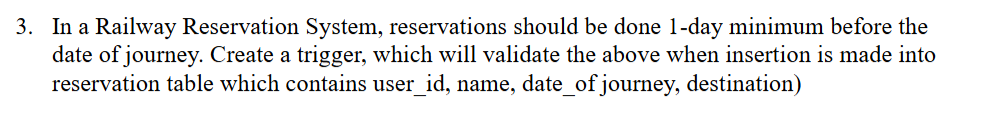 3. In a Railway Reservation System, reservations should be done 1-day minimum before the
date of journey. Create a trigger, which will validate the above when insertion is made into
reservation table which contains user_id, name, date_of journey, destination)